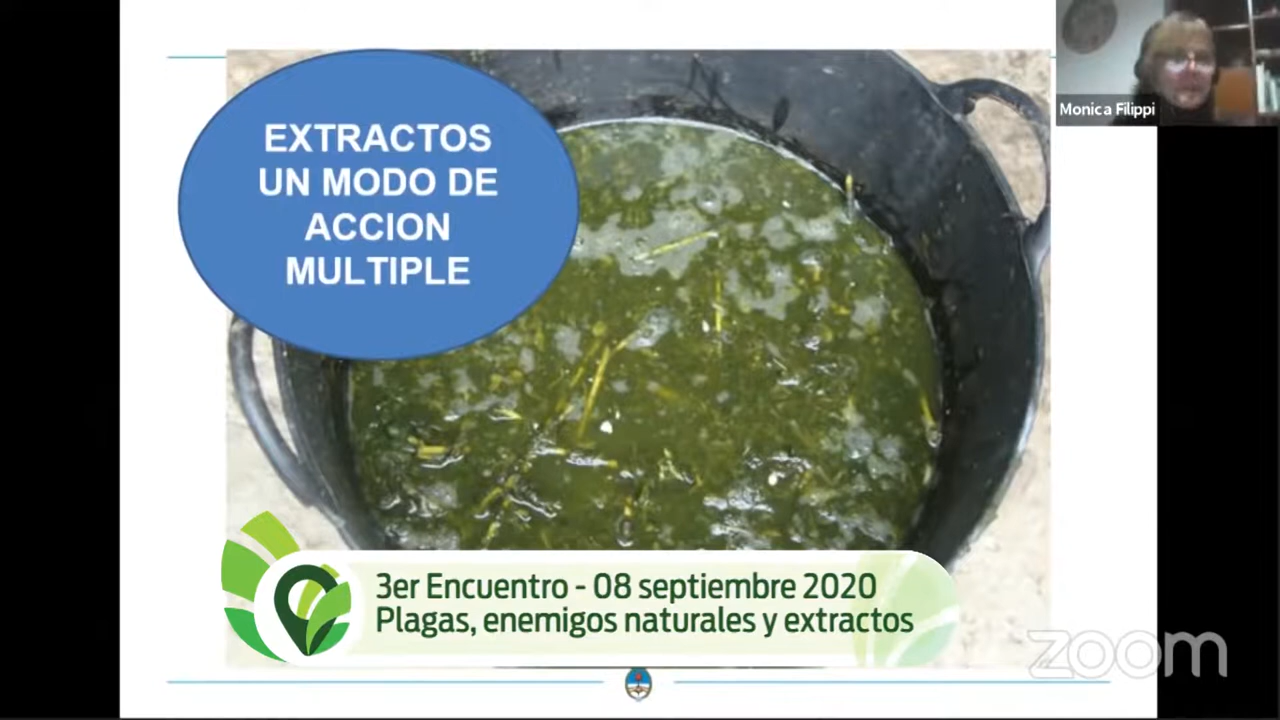 EXTRACTOS
UN MODO DE
ACCION
MULTIPLE
Monica Filippi
3er Encuentro - 08 septiembre 2020
Plagas, enemigos naturales y extractos
zoom